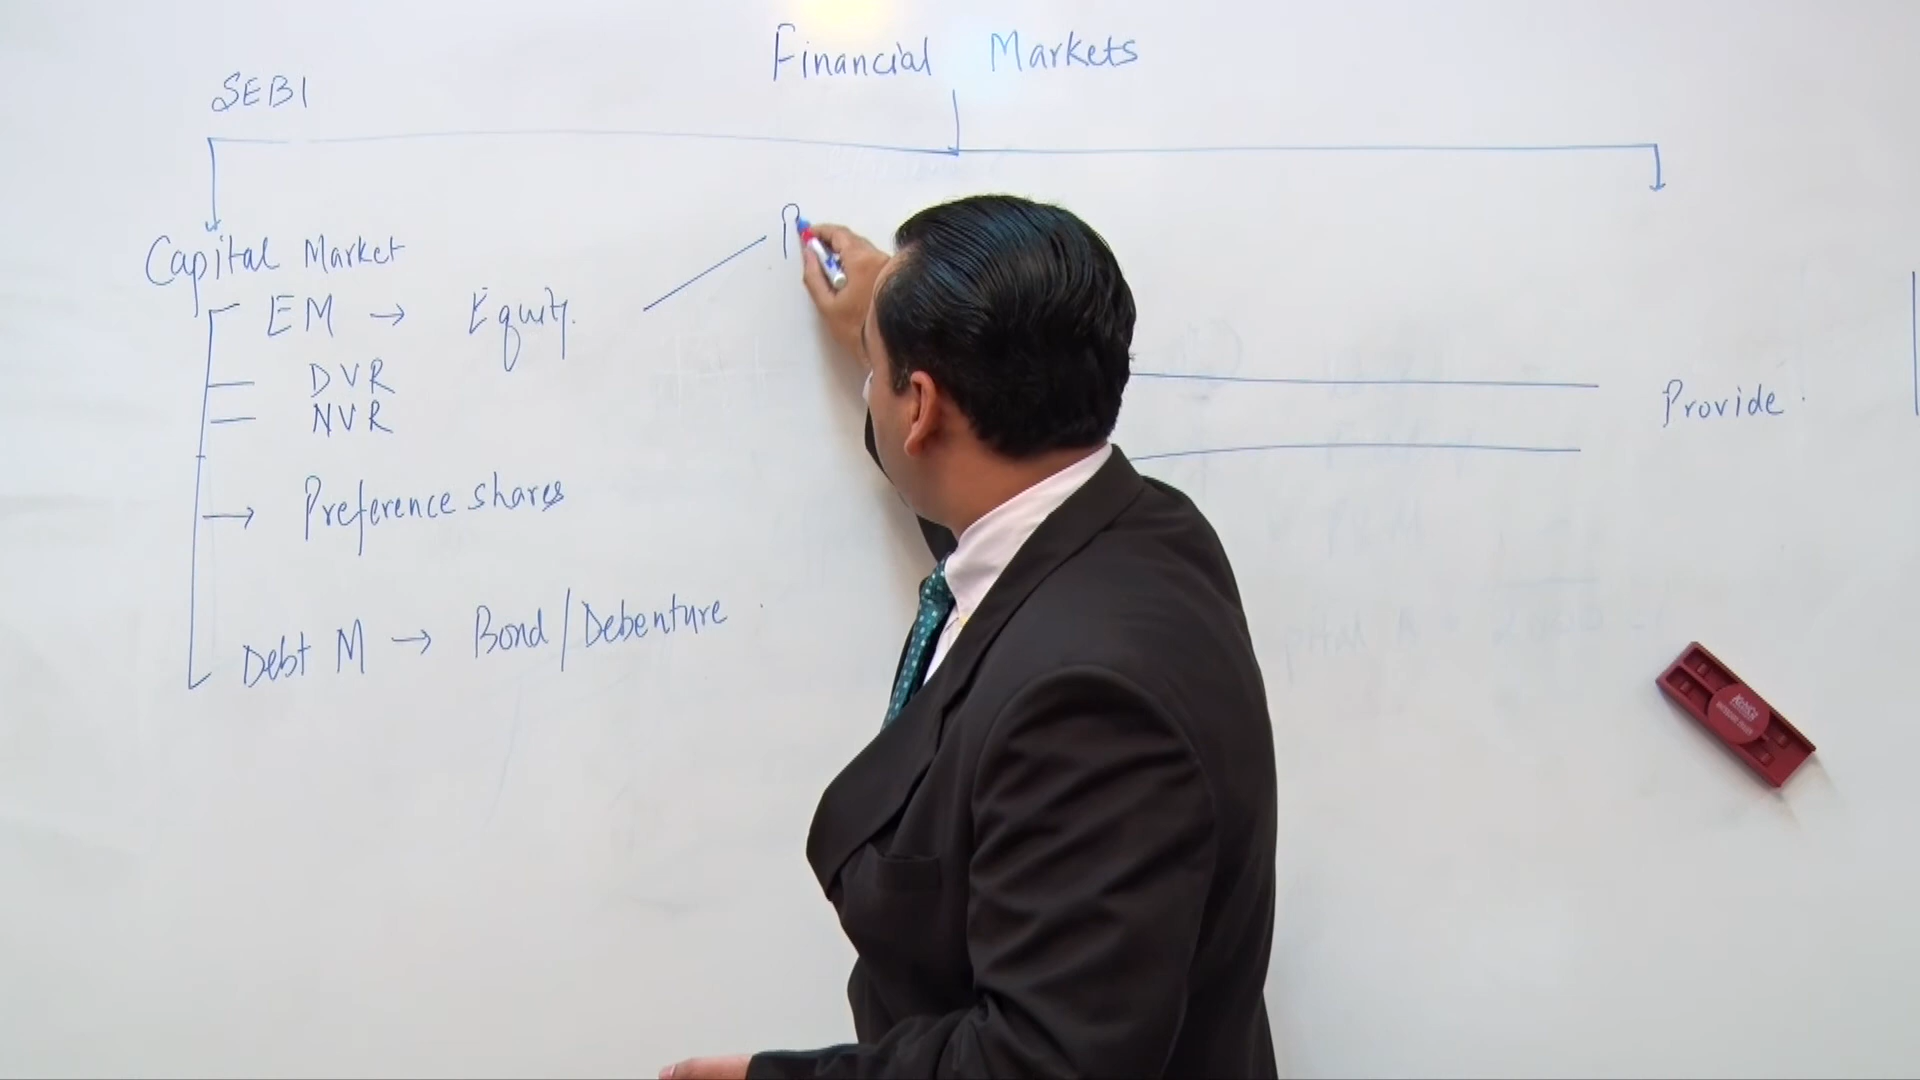 Financial Markets
SEBI
Capital Market
EM → Equity.
DVR
NVR
→ Preference shares
Debt M → Bond/Debenture
Provide